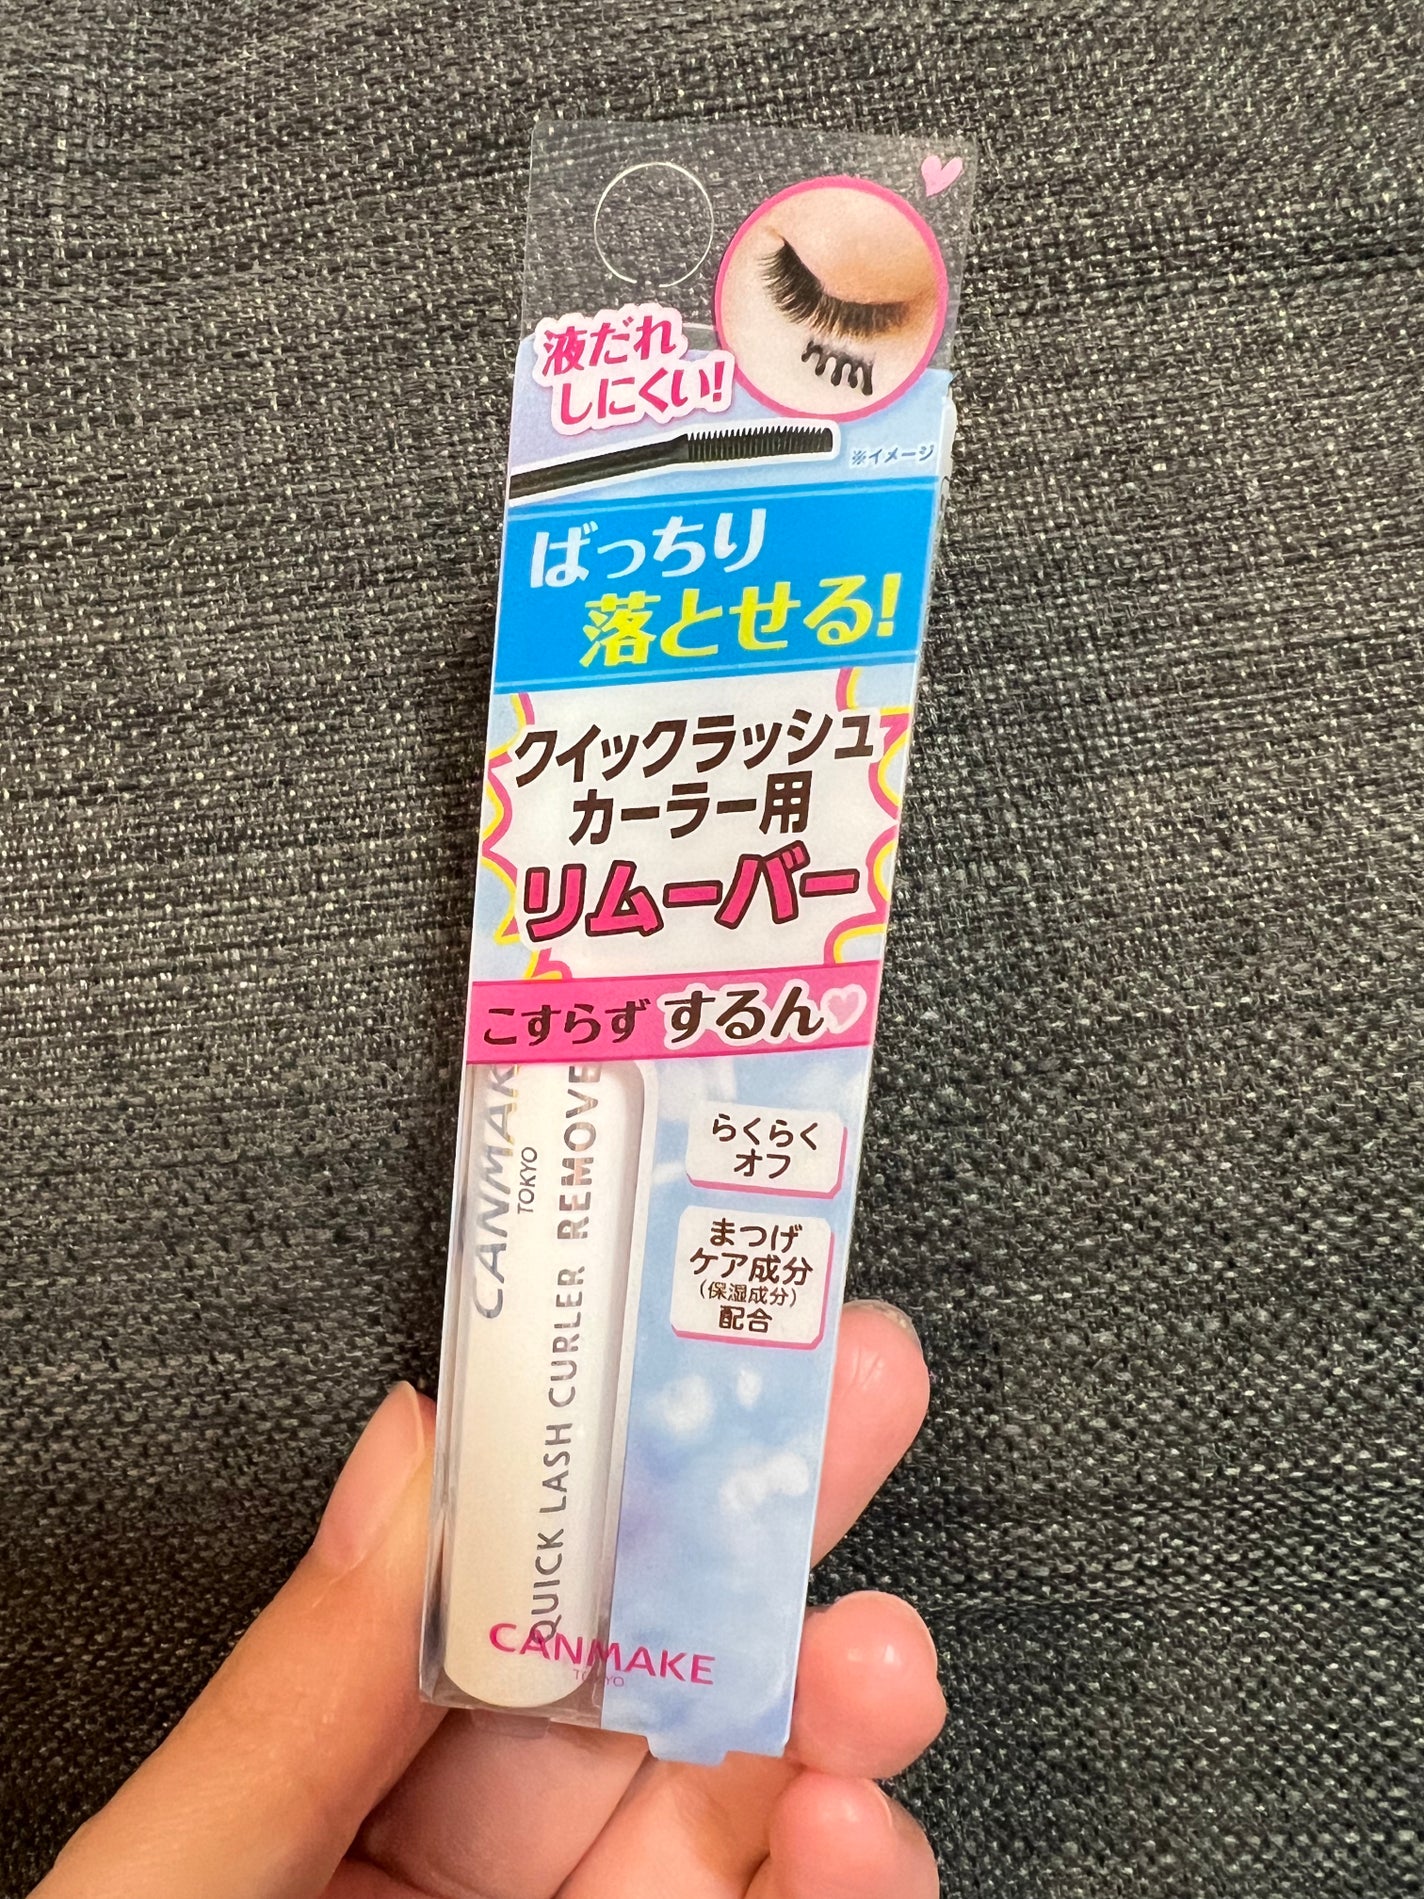 液だれ
しにくい!
※イメージ
ばっちり
落とせる!
クイックラッシュ
カーラー用
リムーバー
こすらず するん
らくらく
オフ
まつげ
ケア成分
(保湿成分)
配合
CANMAKE
TOKYO
QUICK LASH CURLER REMOVE
CANMAKE
TOKYO